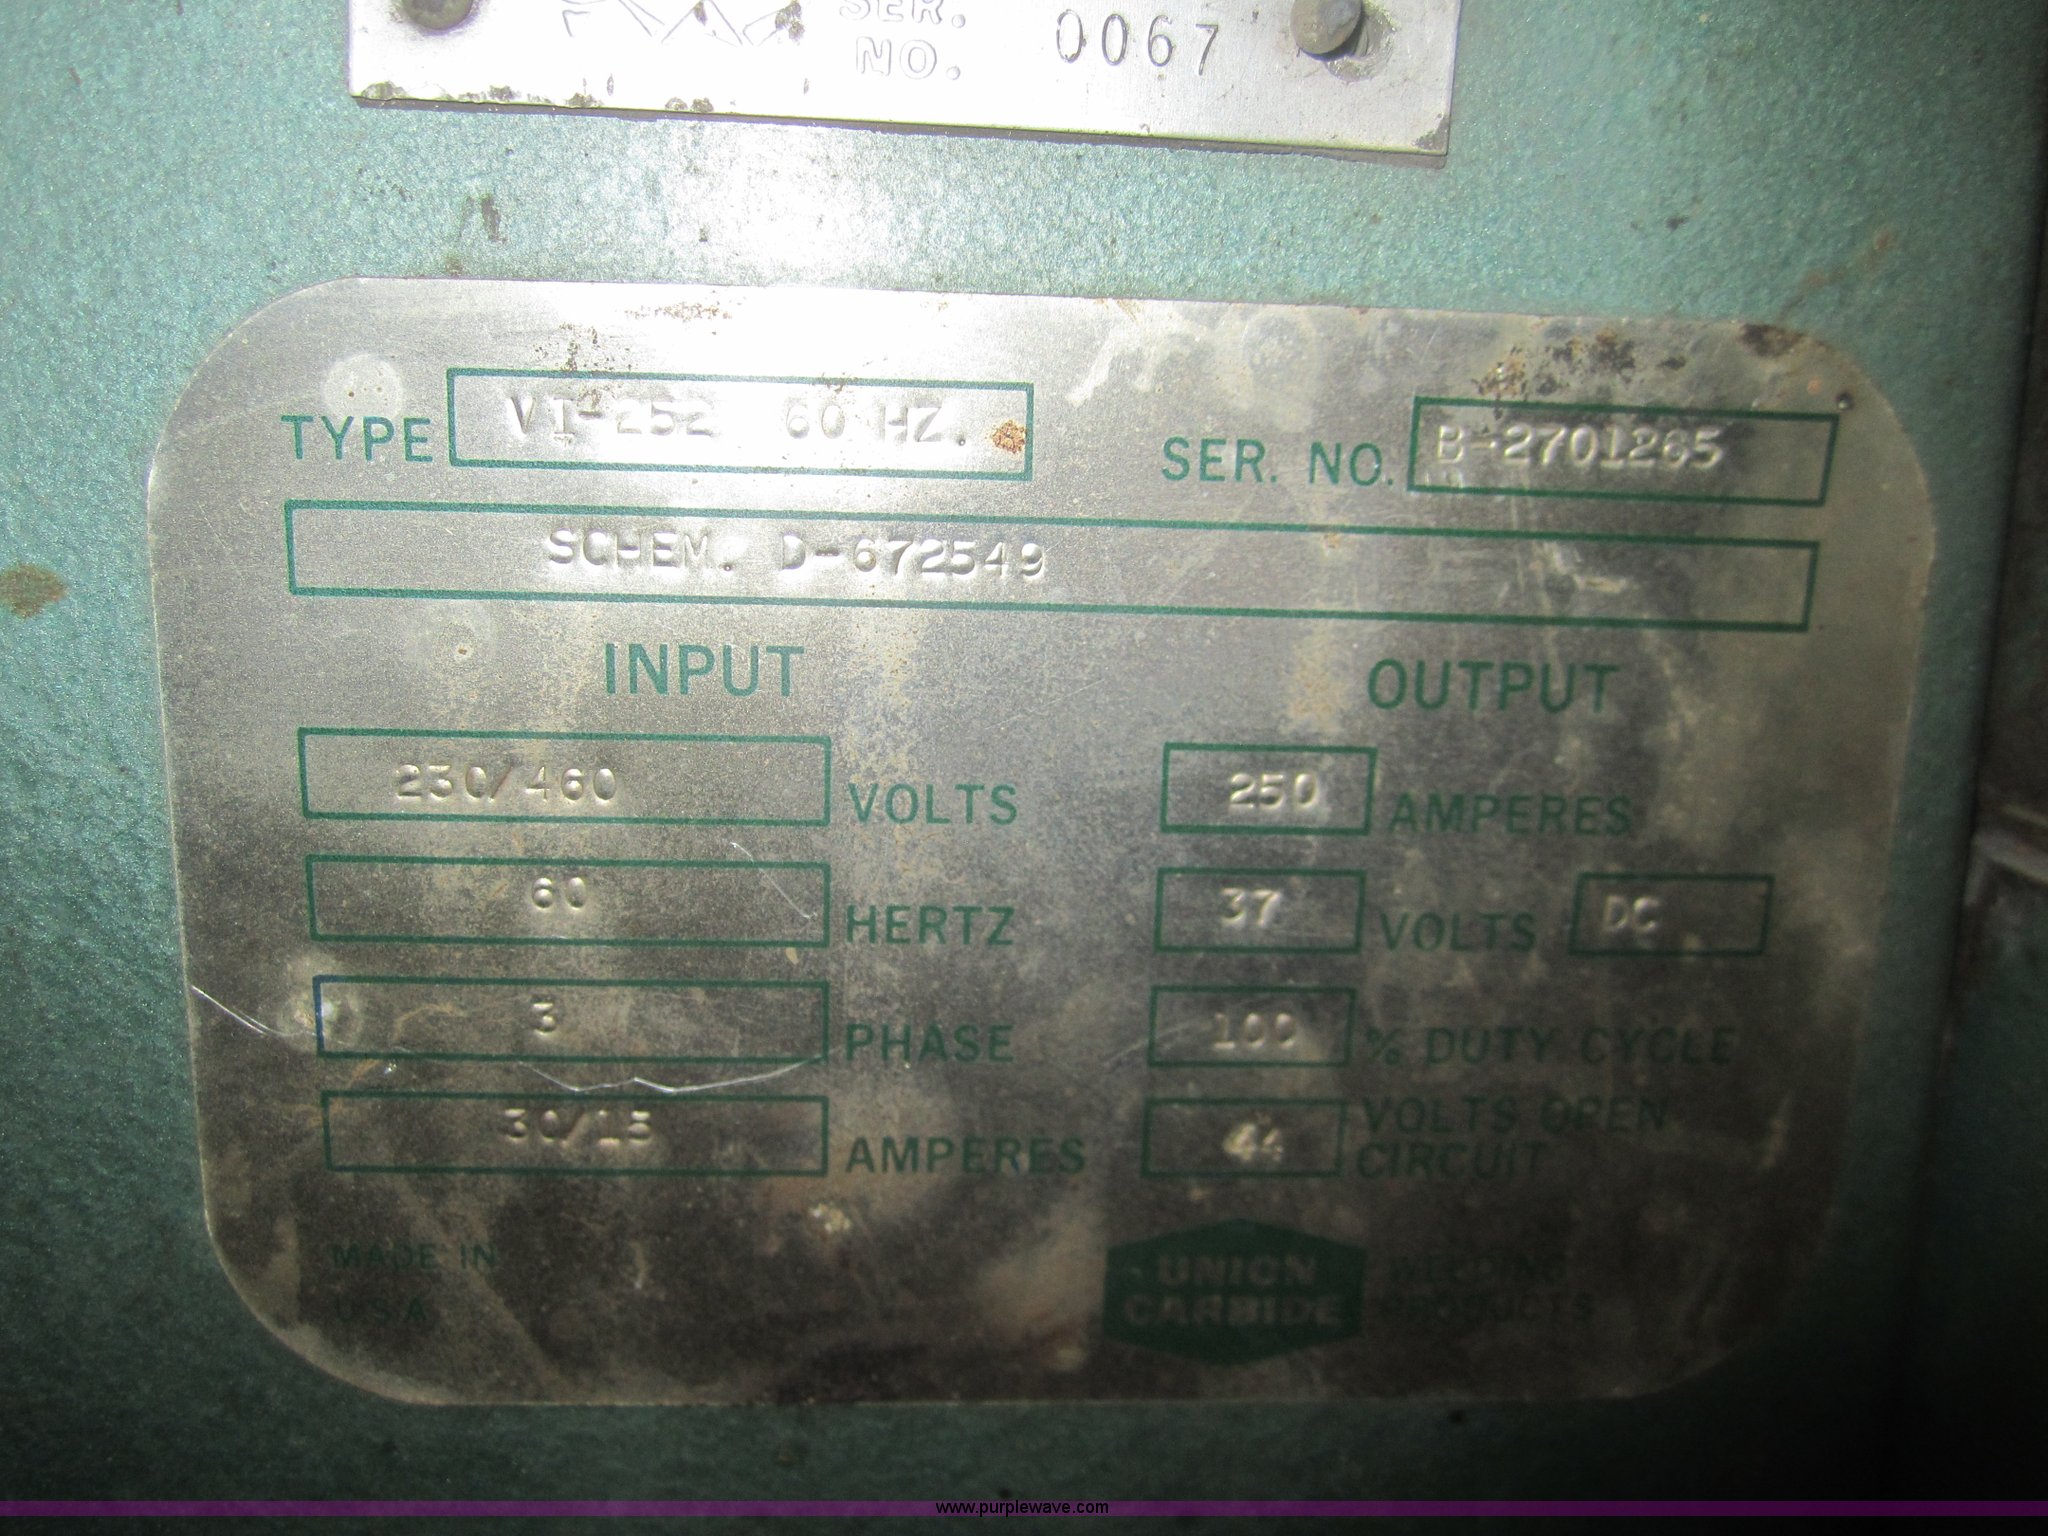 SER.
NO. 0067
TYPE VI-252 60 HZ. SER. NO. B-2701265
SCHEM. D-672549
INPUT OUTPUT
230/460 VOLTS 250 AMPERES
60 HERTZ 37 VOLTS DC
3 PHASE 100 % DUTY CYCLE
30/15 AMPERES 44 VOLTS OPEN
CIRCUIT
MADE IN
U.S.A.
UNION
CARBIDE
WELDING
PRODUCTS
www.purplewave.com